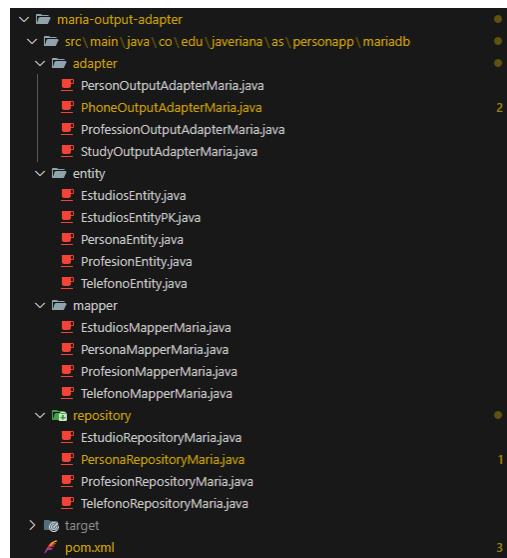 maria-output-adapter
src\main\java\co\edu\javeriana\as\personapp\mariadb
adapter
PersonOutputAdapterMaria.java
PhoneOutputAdapterMaria.java 2
ProfessionOutputAdapterMaria.java
StudyOutputAdapterMaria.java
entity
EstudiosEntity.java
EstudiosEntityPK.java
PersonaEntity.java
ProfesionEntity.java
TelefonoEntity.java
mapper
EstudiosMapperMaria.java
PersonaMapperMaria.java
ProfesionMapperMaria.java
TelefonoMapperMaria.java
repository
EstudioRepositoryMaria.java
PersonaRepositoryMaria.java 1
ProfesionRepositoryMaria.java
TelefonoRepositoryMaria.java
target
pom.xml 3